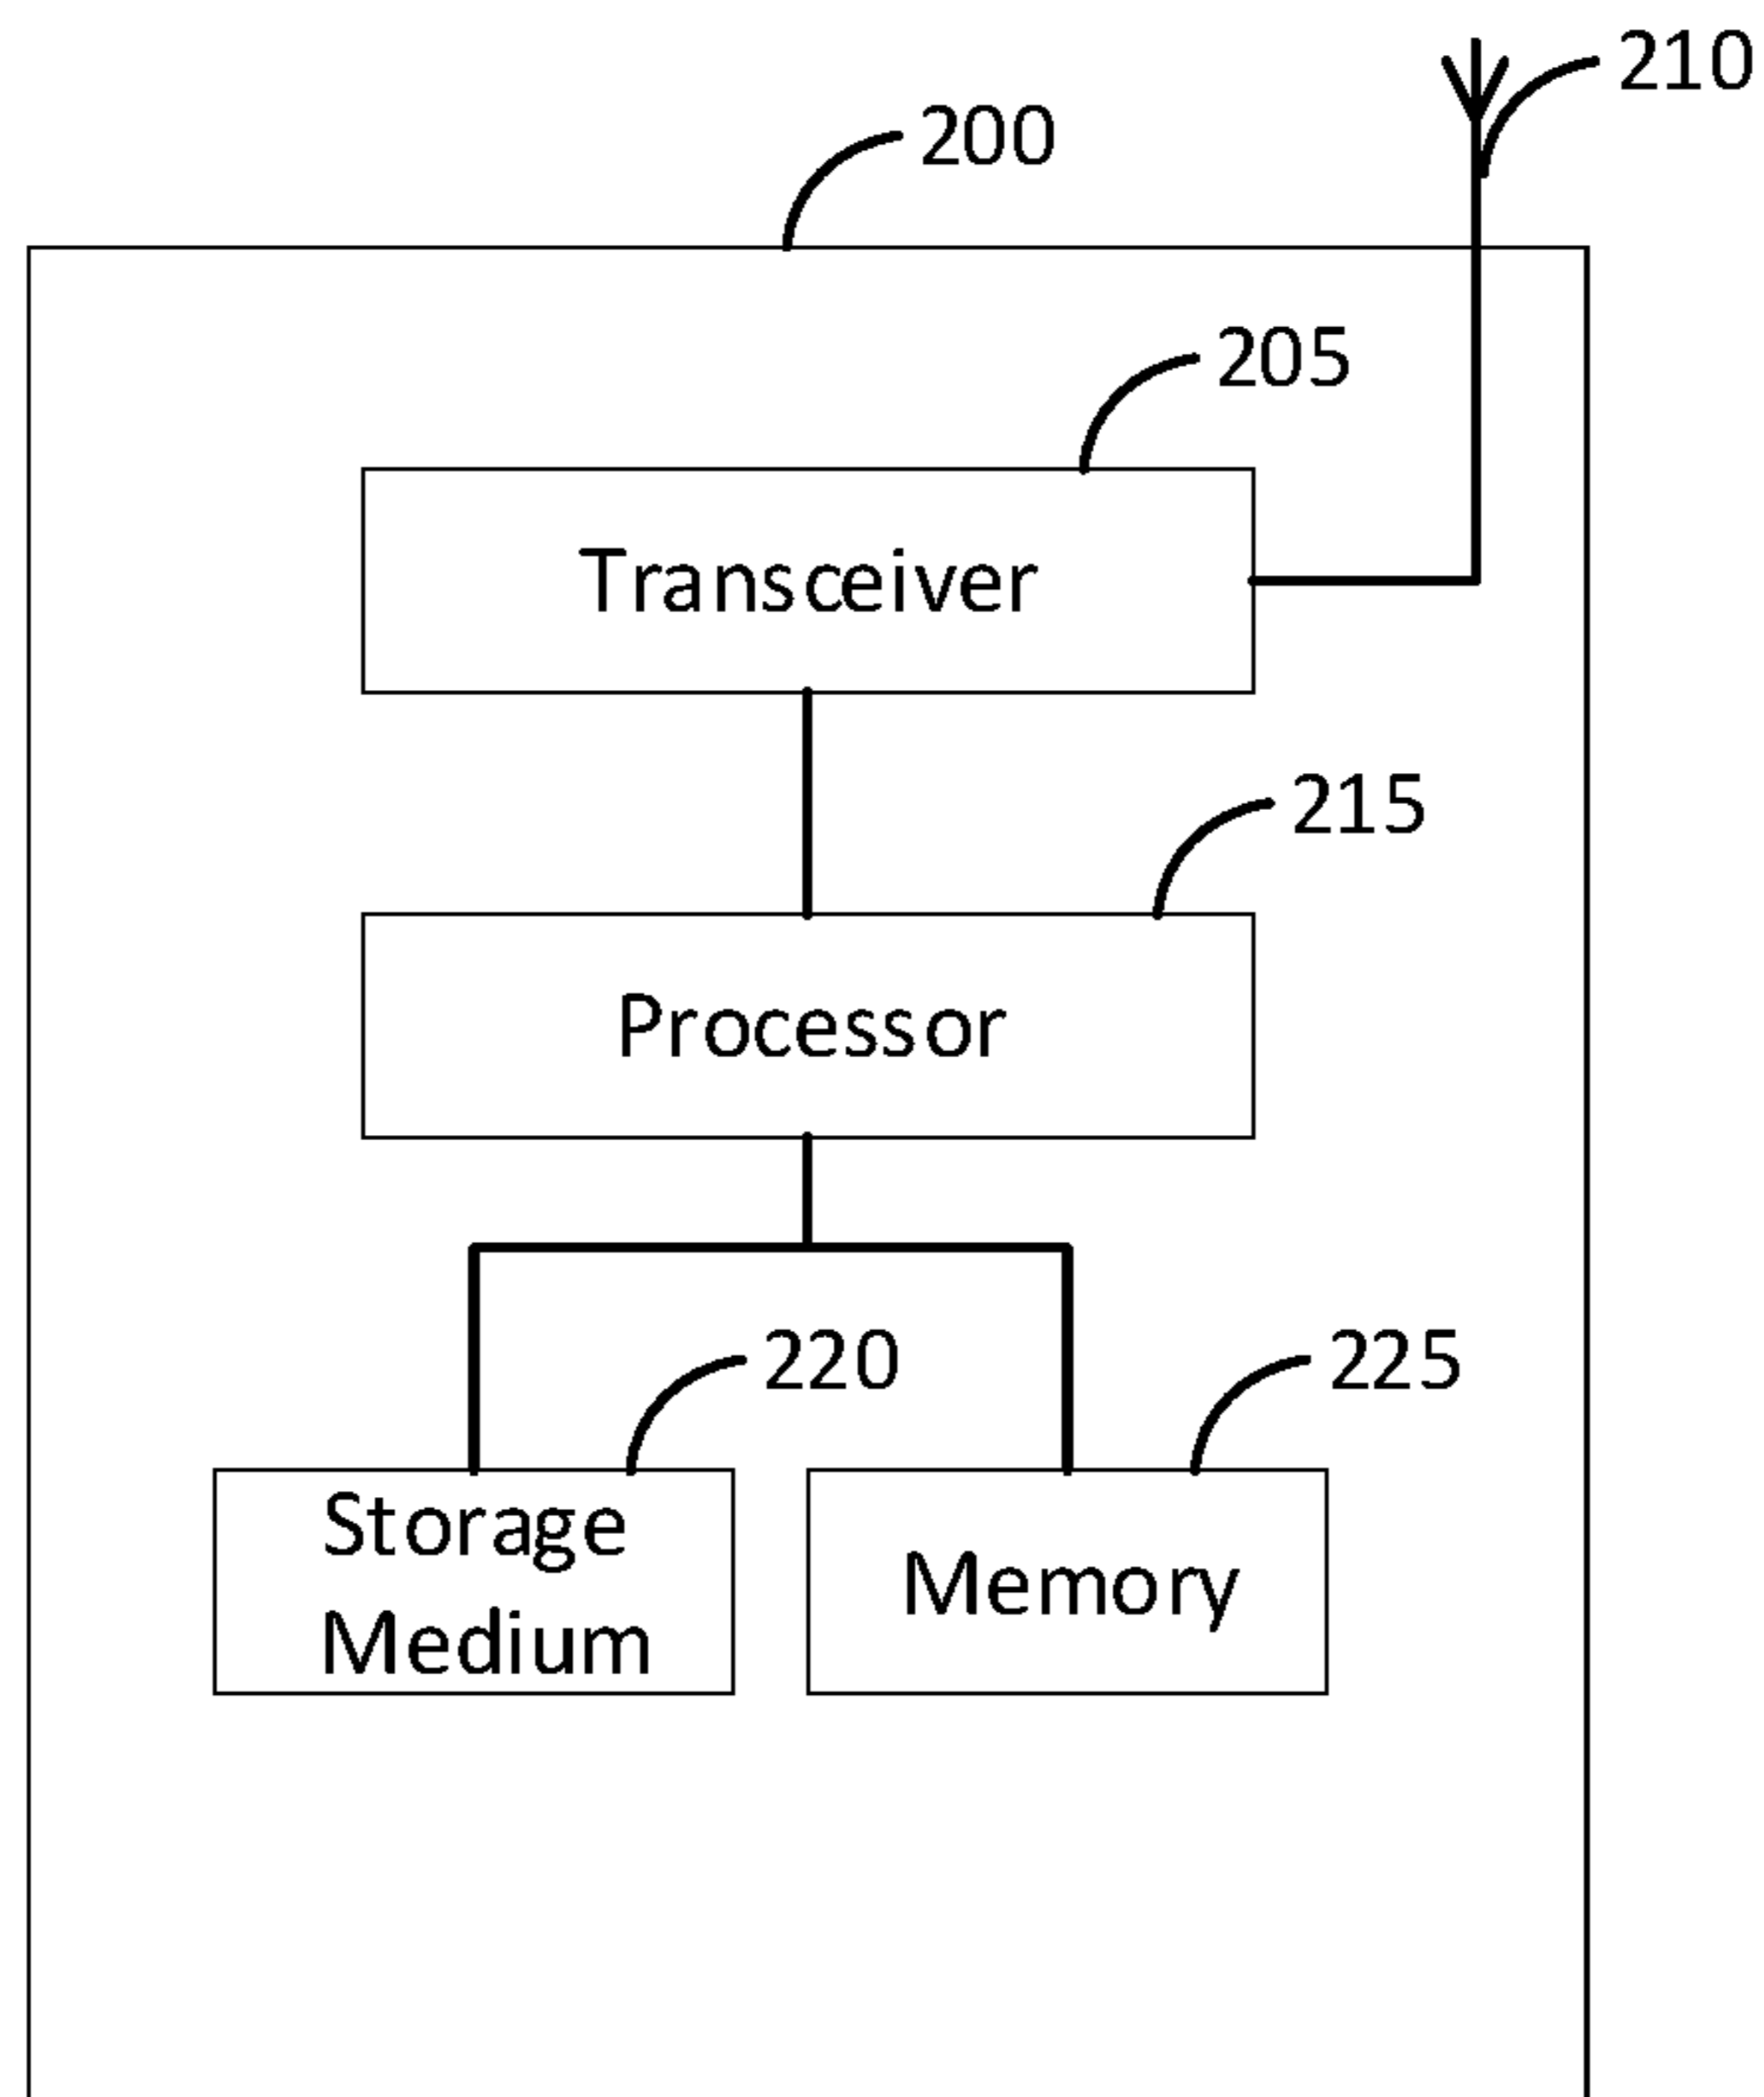 210
200
205
Transceiver
215
Processor
220
225
Storage
Medium
Memory